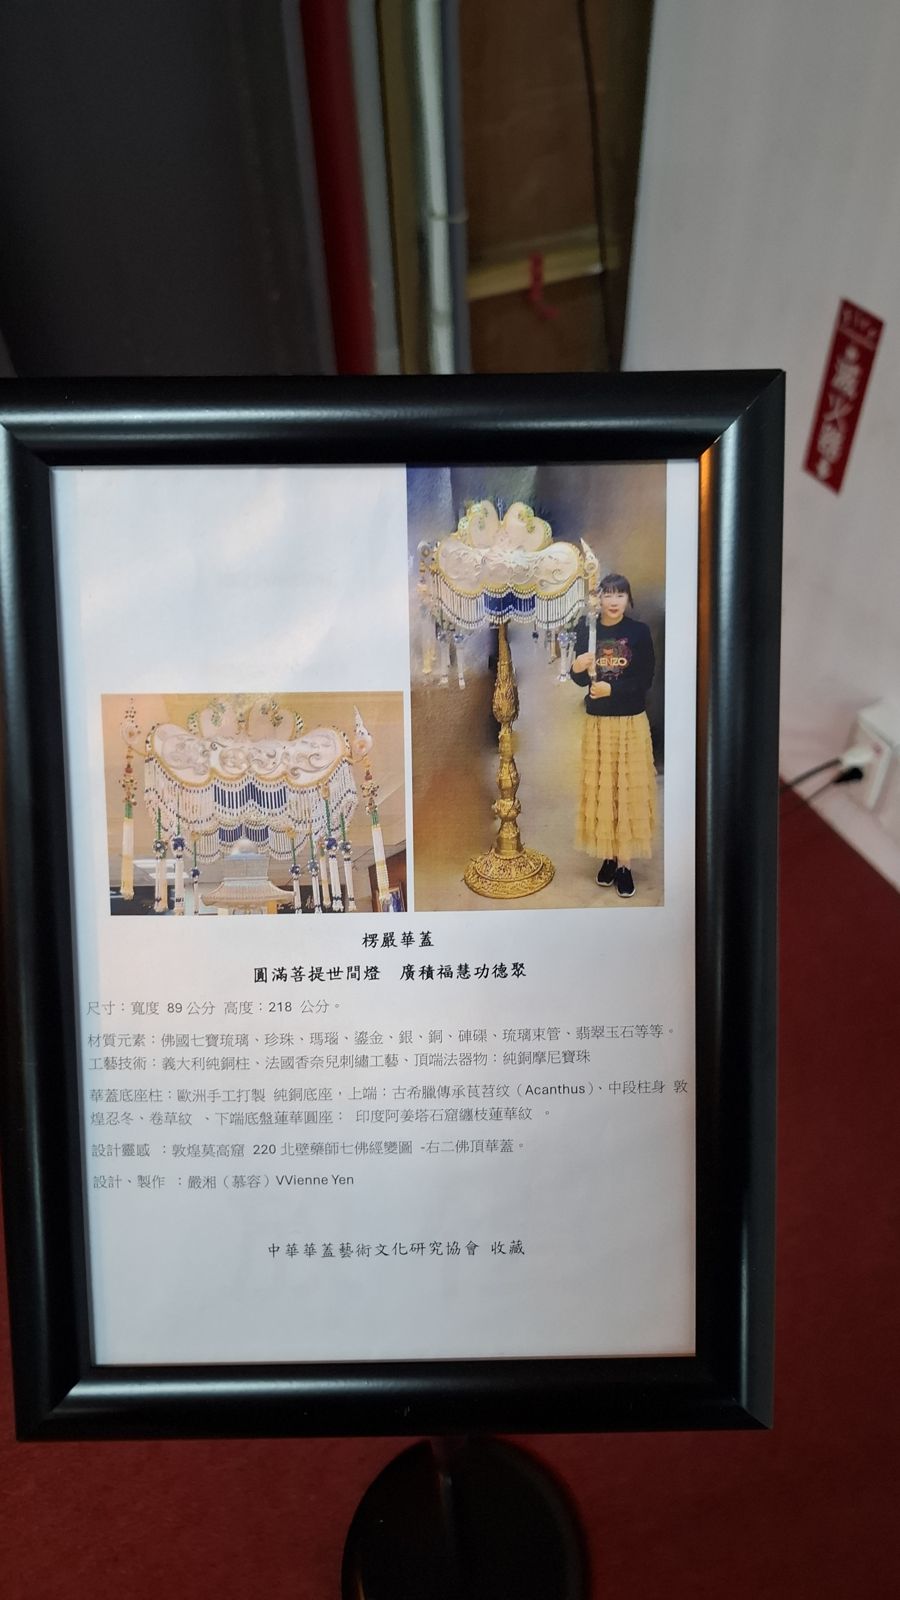 滅火器
KENZO
楞嚴華蓋
圓滿菩提世間燈 廣積福慧功德聚
尺寸：寬度 89公分 高度：218 公分。
材質元素：佛國七寶琉璃、珍珠、瑪瑙、鎏金、銀、銅、硨磲、琉璃束管、翡翠玉石等等。
工藝技術：義大利純銅柱、法國香奈兒刺繡工藝、頂端法器物：純銅摩尼寶珠
華蓋底座柱：歐洲手工打製 純銅底座，上端：古希臘傳承莨苕纹（Acanthus）、中段柱身 敦
煌忍冬、卷草紋 、下端底盤蓮華圓座： 印度阿姜塔石窟纏枝蓮華紋 。
設計靈感 ：敦煌莫高窟 220 北壁藥師七佛經變圖 -右二佛頂華蓋。
設計、製作 ：嚴湘（慕容）VVienne Yen
中華華蓋藝術文化研究協會 收藏